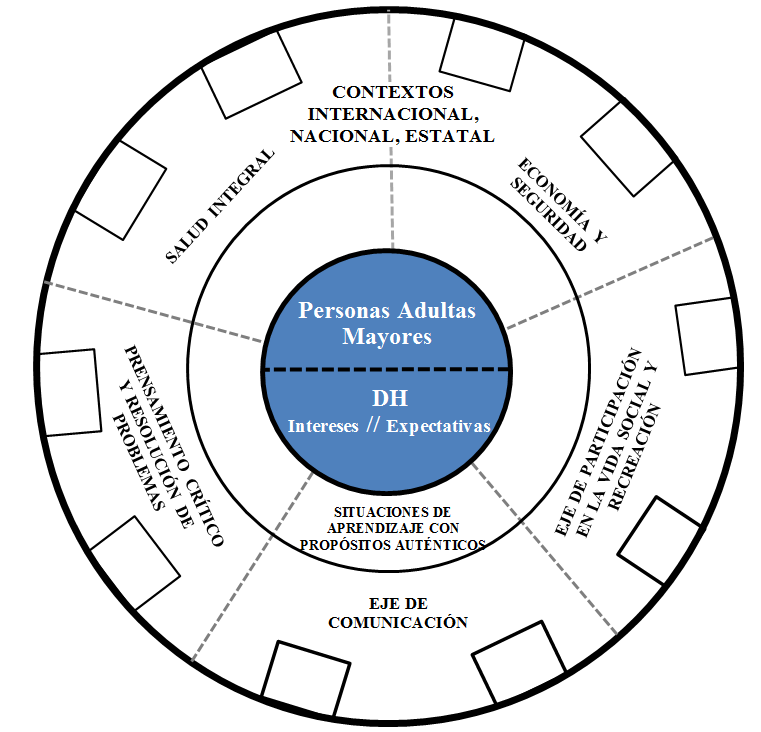 CONTEXTOS
INTERNACIONAL,
NACIONAL, ESTATAL
SALUD INTEGRAL
ECONOMÍA Y
SEGURIDAD
Personas Adultas
Mayores
DH
Intereses // Expectativas
PRENSAMIENTO CRÍTICO
Y RESOLUCIÓN DE
PROBLEMAS
EJE DE PARTICIPACIÓN
EN LA VIDA SOCIAL Y
RECREACIÓN
SITUACIONES DE
APRENDIZAJE CON
PROPÓSITOS AUTÉNTICOS
EJE DE
COMUNICACIÓN